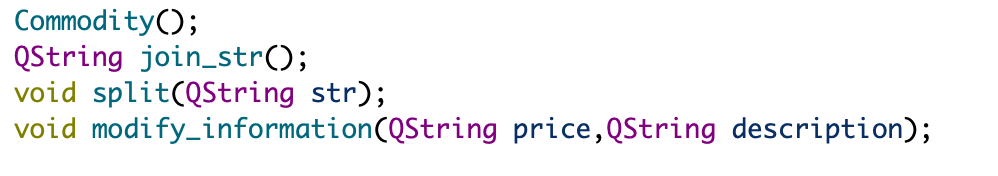 Commodity();
QString join_str();
void split(QString str);
void modify_information(QString price,QString description);